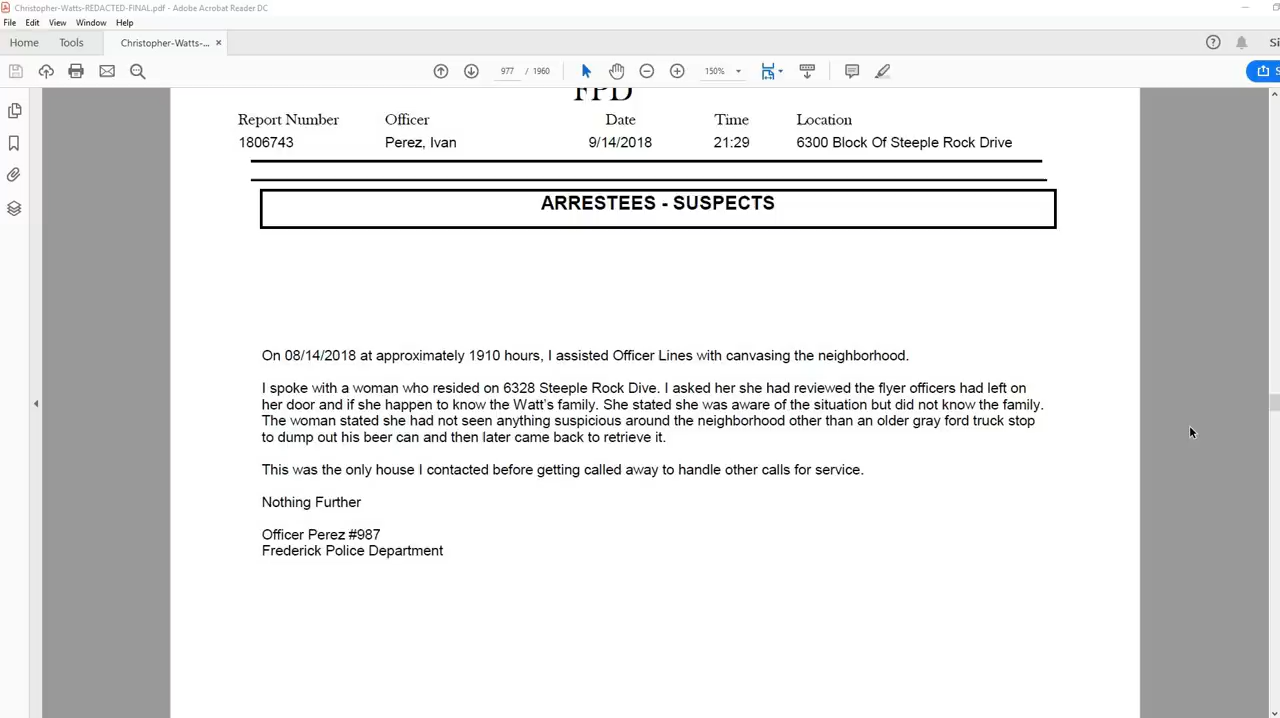 Christopher-Watts-REDACTED-FINAL.pdf - Adobe Acrobat Reader DC
File Edit View Window Help
Home Tools Christopher-Watts-... ×
977 / 1960 150%
FPD
Report Number Officer Date Time Location
1806743 Perez, Ivan 9/14/2018 21:29 6300 Block Of Steeple Rock Drive
ARRESTEES - SUSPECTS
On 08/14/2018 at approximately 1910 hours, I assisted Officer Lines with canvasing the neighborhood.
I spoke with a woman who resided on 6328 Steeple Rock Dive. I asked her she had reviewed the flyer officers had left on
her door and if she happen to know the Watt's family. She stated she was aware of the situation but did not know the family.
The woman stated she had not seen anything suspicious around the neighborhood other than an older gray ford truck stop
to dump out his beer can and then later came back to retrieve it.
This was the only house I contacted before getting called away to handle other calls for service.
Nothing Further
Officer Perez #987
Frederick Police Department